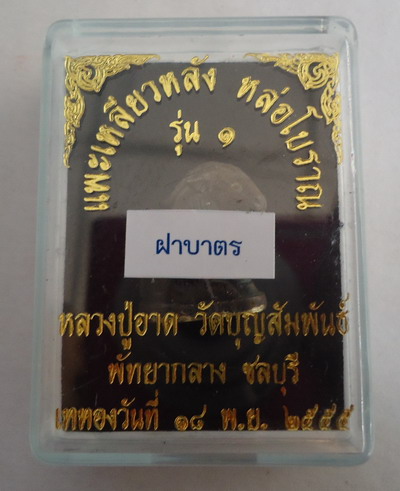 แพะเหลียวหลัง หล่อโบราณ
รุ่น ๑
ฝาบาตร
หลวงปู่ฮาด วัดบุญสัมพันธ์
พัทยากลาง ชลบุรี
เททองวันที่ ๑๘ พ.ย. ๒๕๕๕